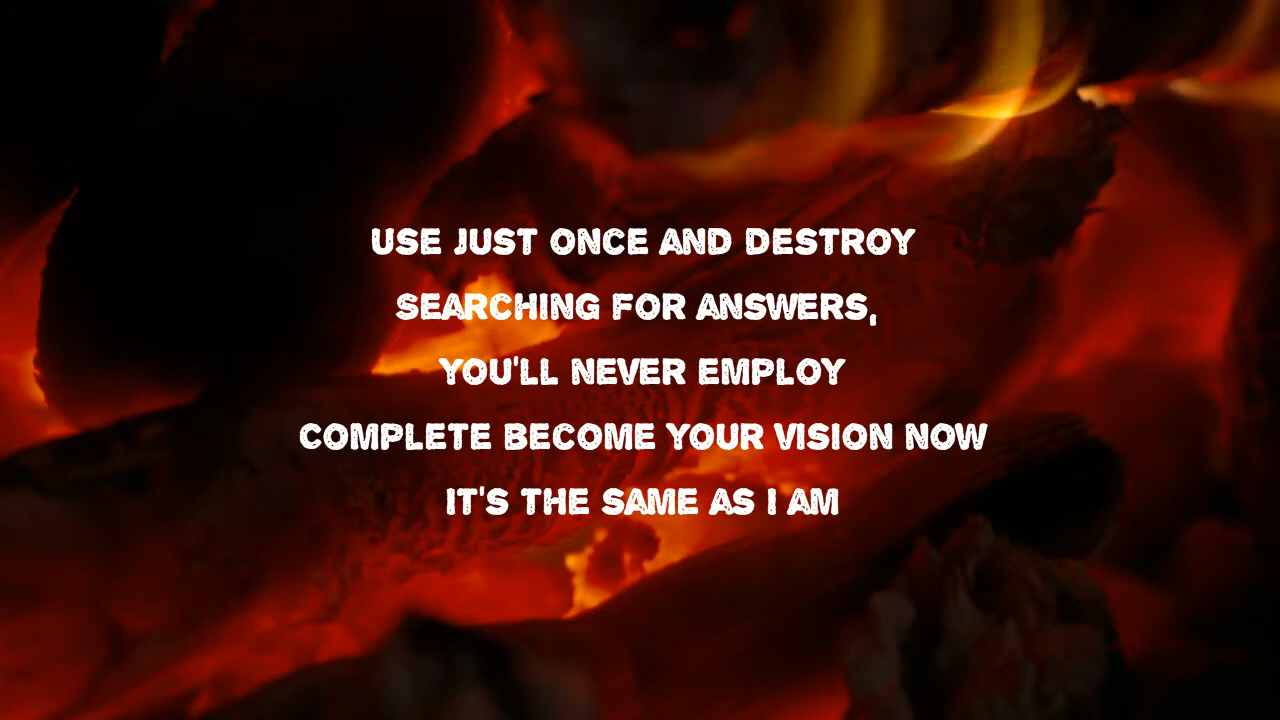 USE JUST ONCE AND DESTROY
SEARCHING FOR ANSWERS,
YOU'LL NEVER EMPLOY
COMPLETE BECOME YOUR VISION NOW
IT'S THE SAME AS I AM